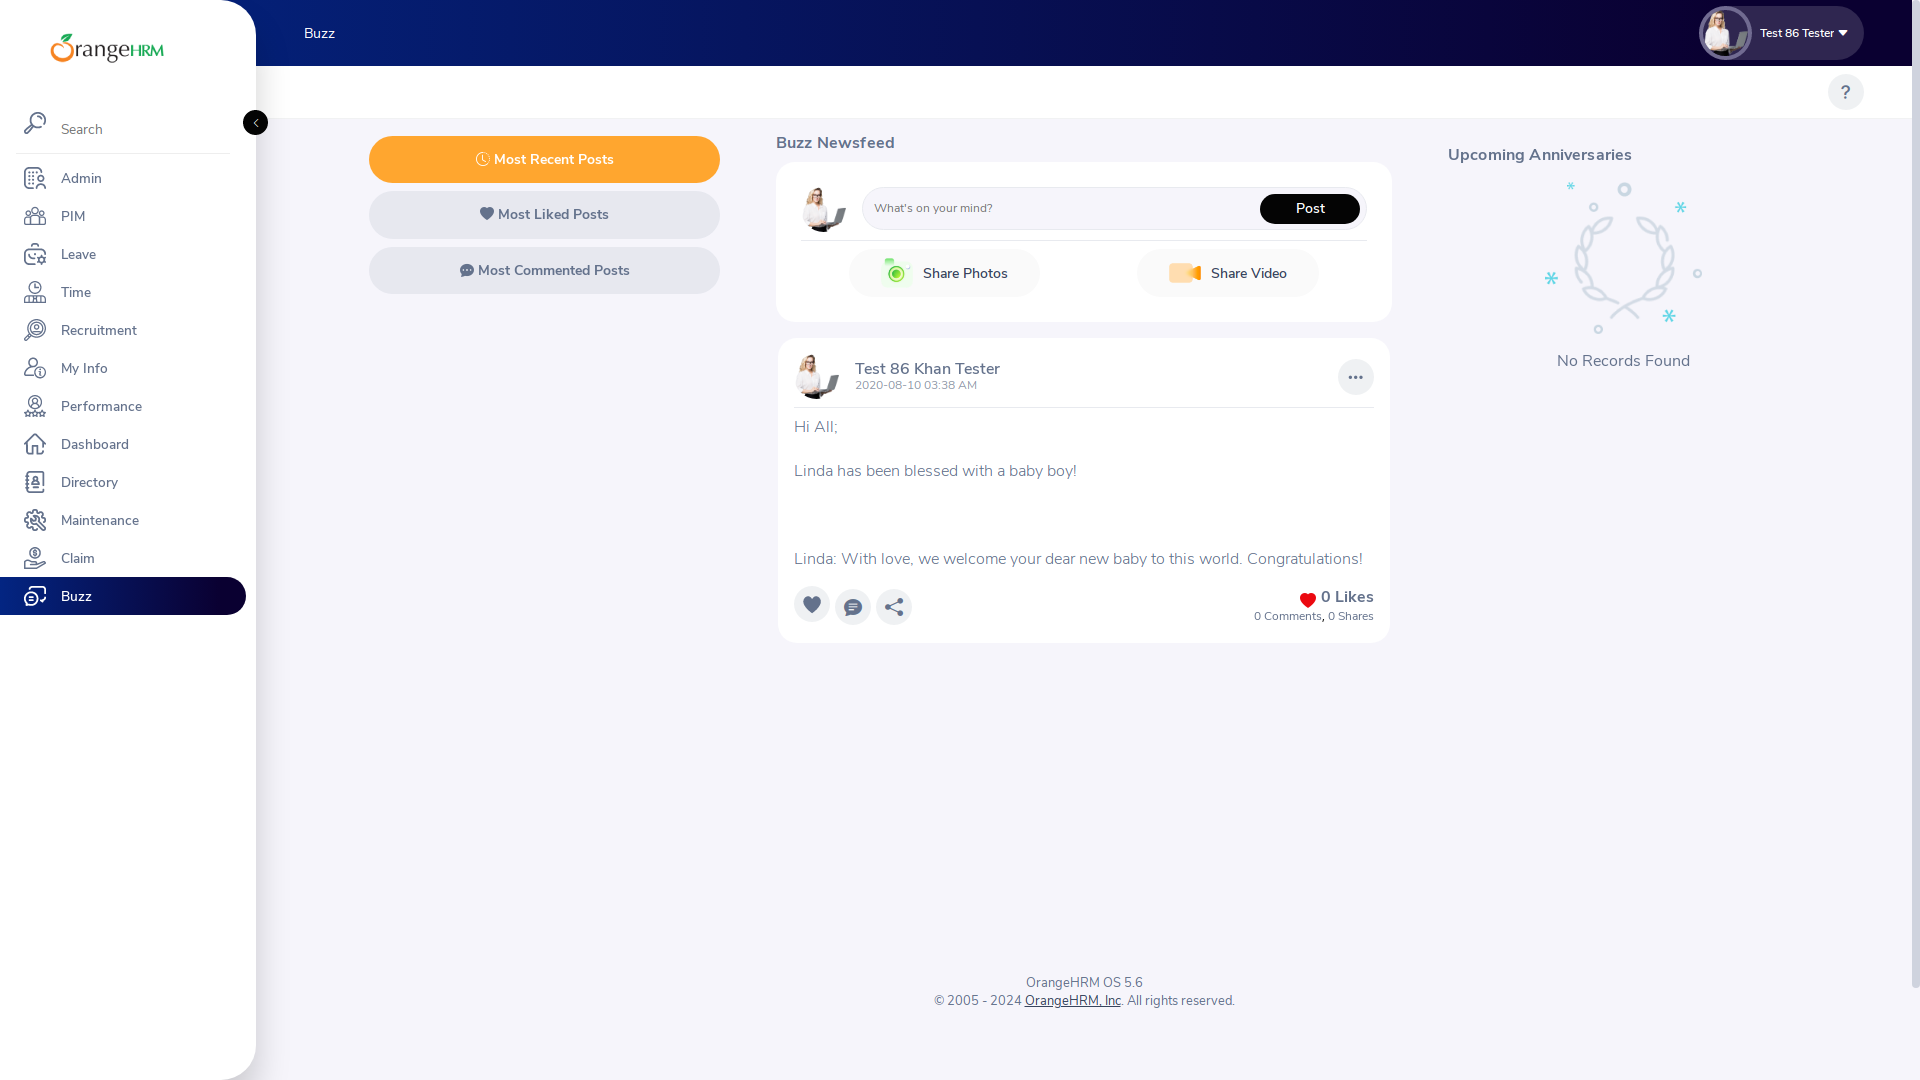 OrangeHRM
Search
Admin
PIM
Leave
Time
Recruitment
My Info
Performance
Dashboard
Directory
Maintenance
Claim
Buzz
Buzz
Test 86 Tester
?
Most Recent Posts
Most Liked Posts
Most Commented Posts
Buzz Newsfeed
What's on your mind?
Post
Share Photos
Share Video
Test 86 Khan Tester
2020-08-10 03:38 AM
Hi All;
Linda has been blessed with a baby boy!
Linda: With love, we welcome your dear new baby to this world. Congratulations!
0 Likes
0 Comments, 0 Shares
Upcoming Anniversaries
No Records Found
OrangeHRM OS 5.6
© 2005 - 2024 OrangeHRM, Inc. All rights reserved.